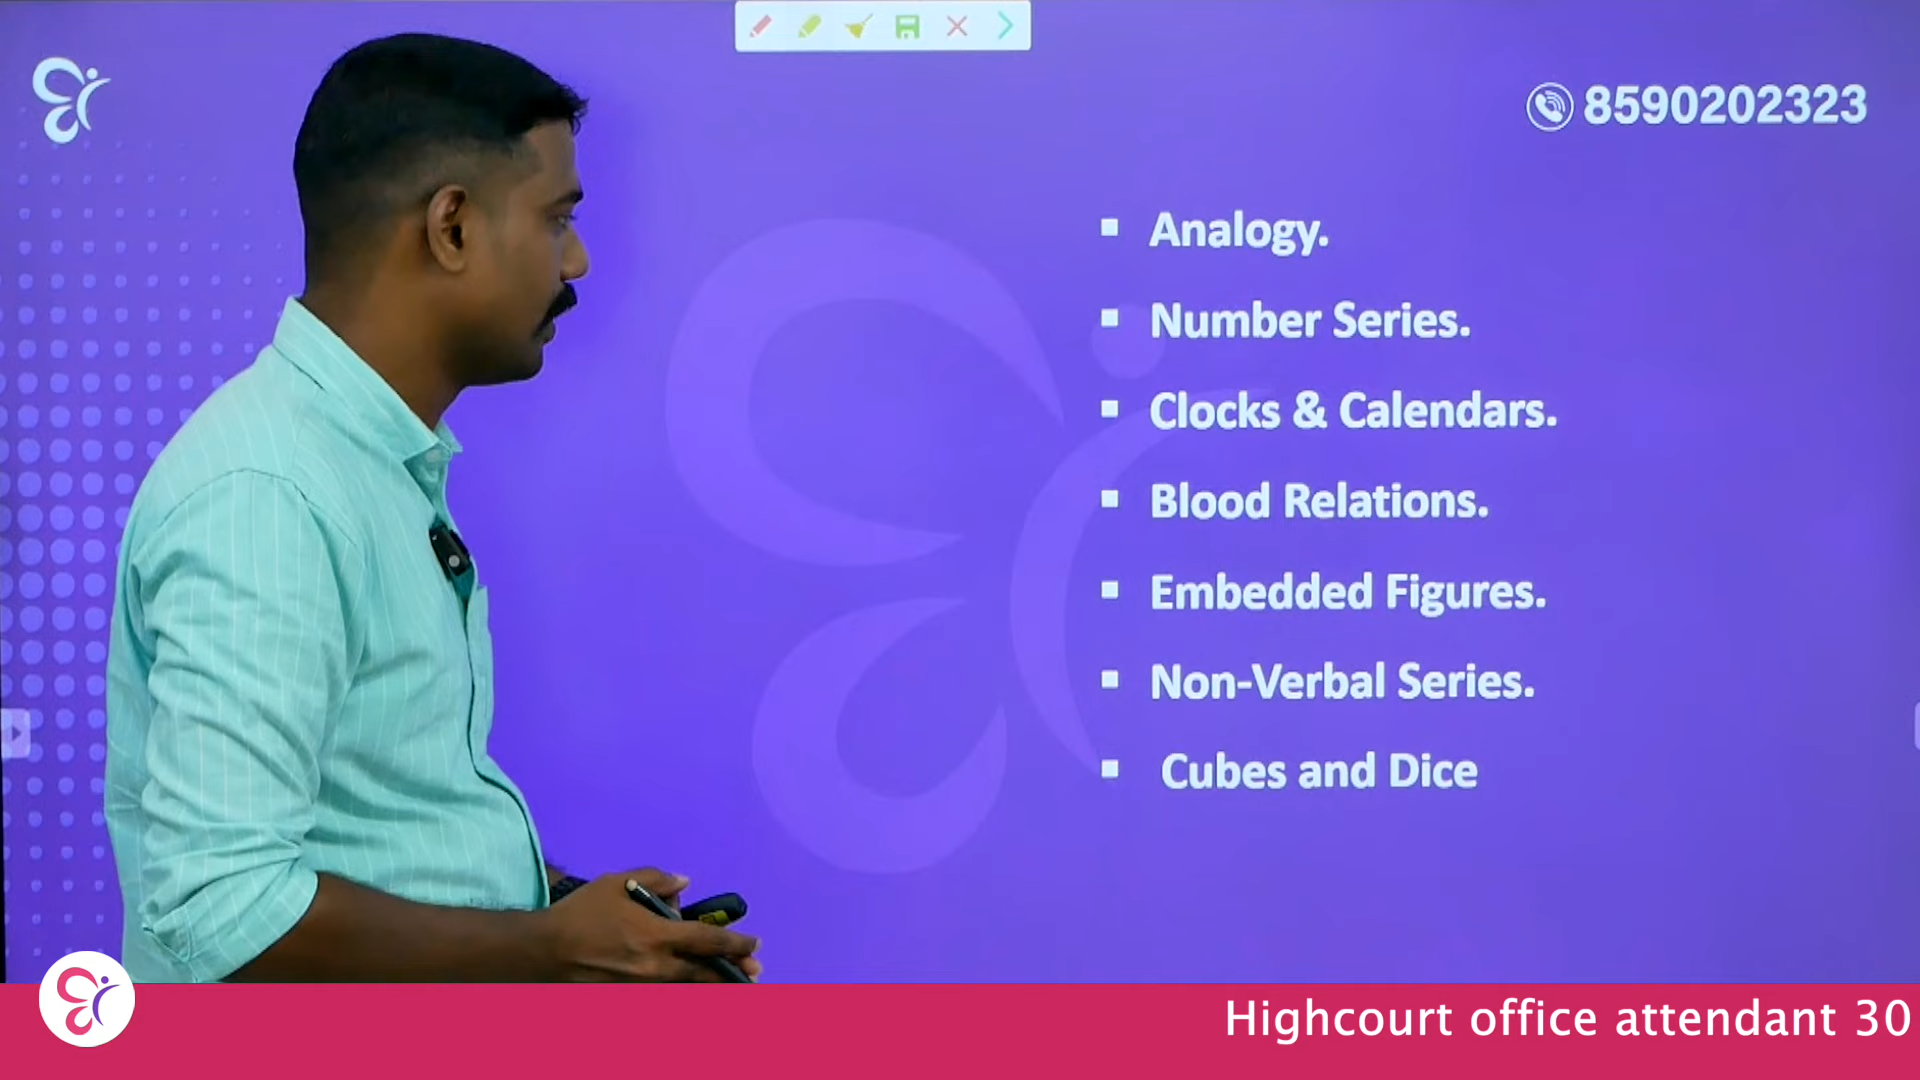 8590202323
Analogy.
Number Series.
Clocks & Calendars.
Blood Relations.
Embedded Figures.
Non-Verbal Series.
Cubes and Dice
Highcourt office attendant 30